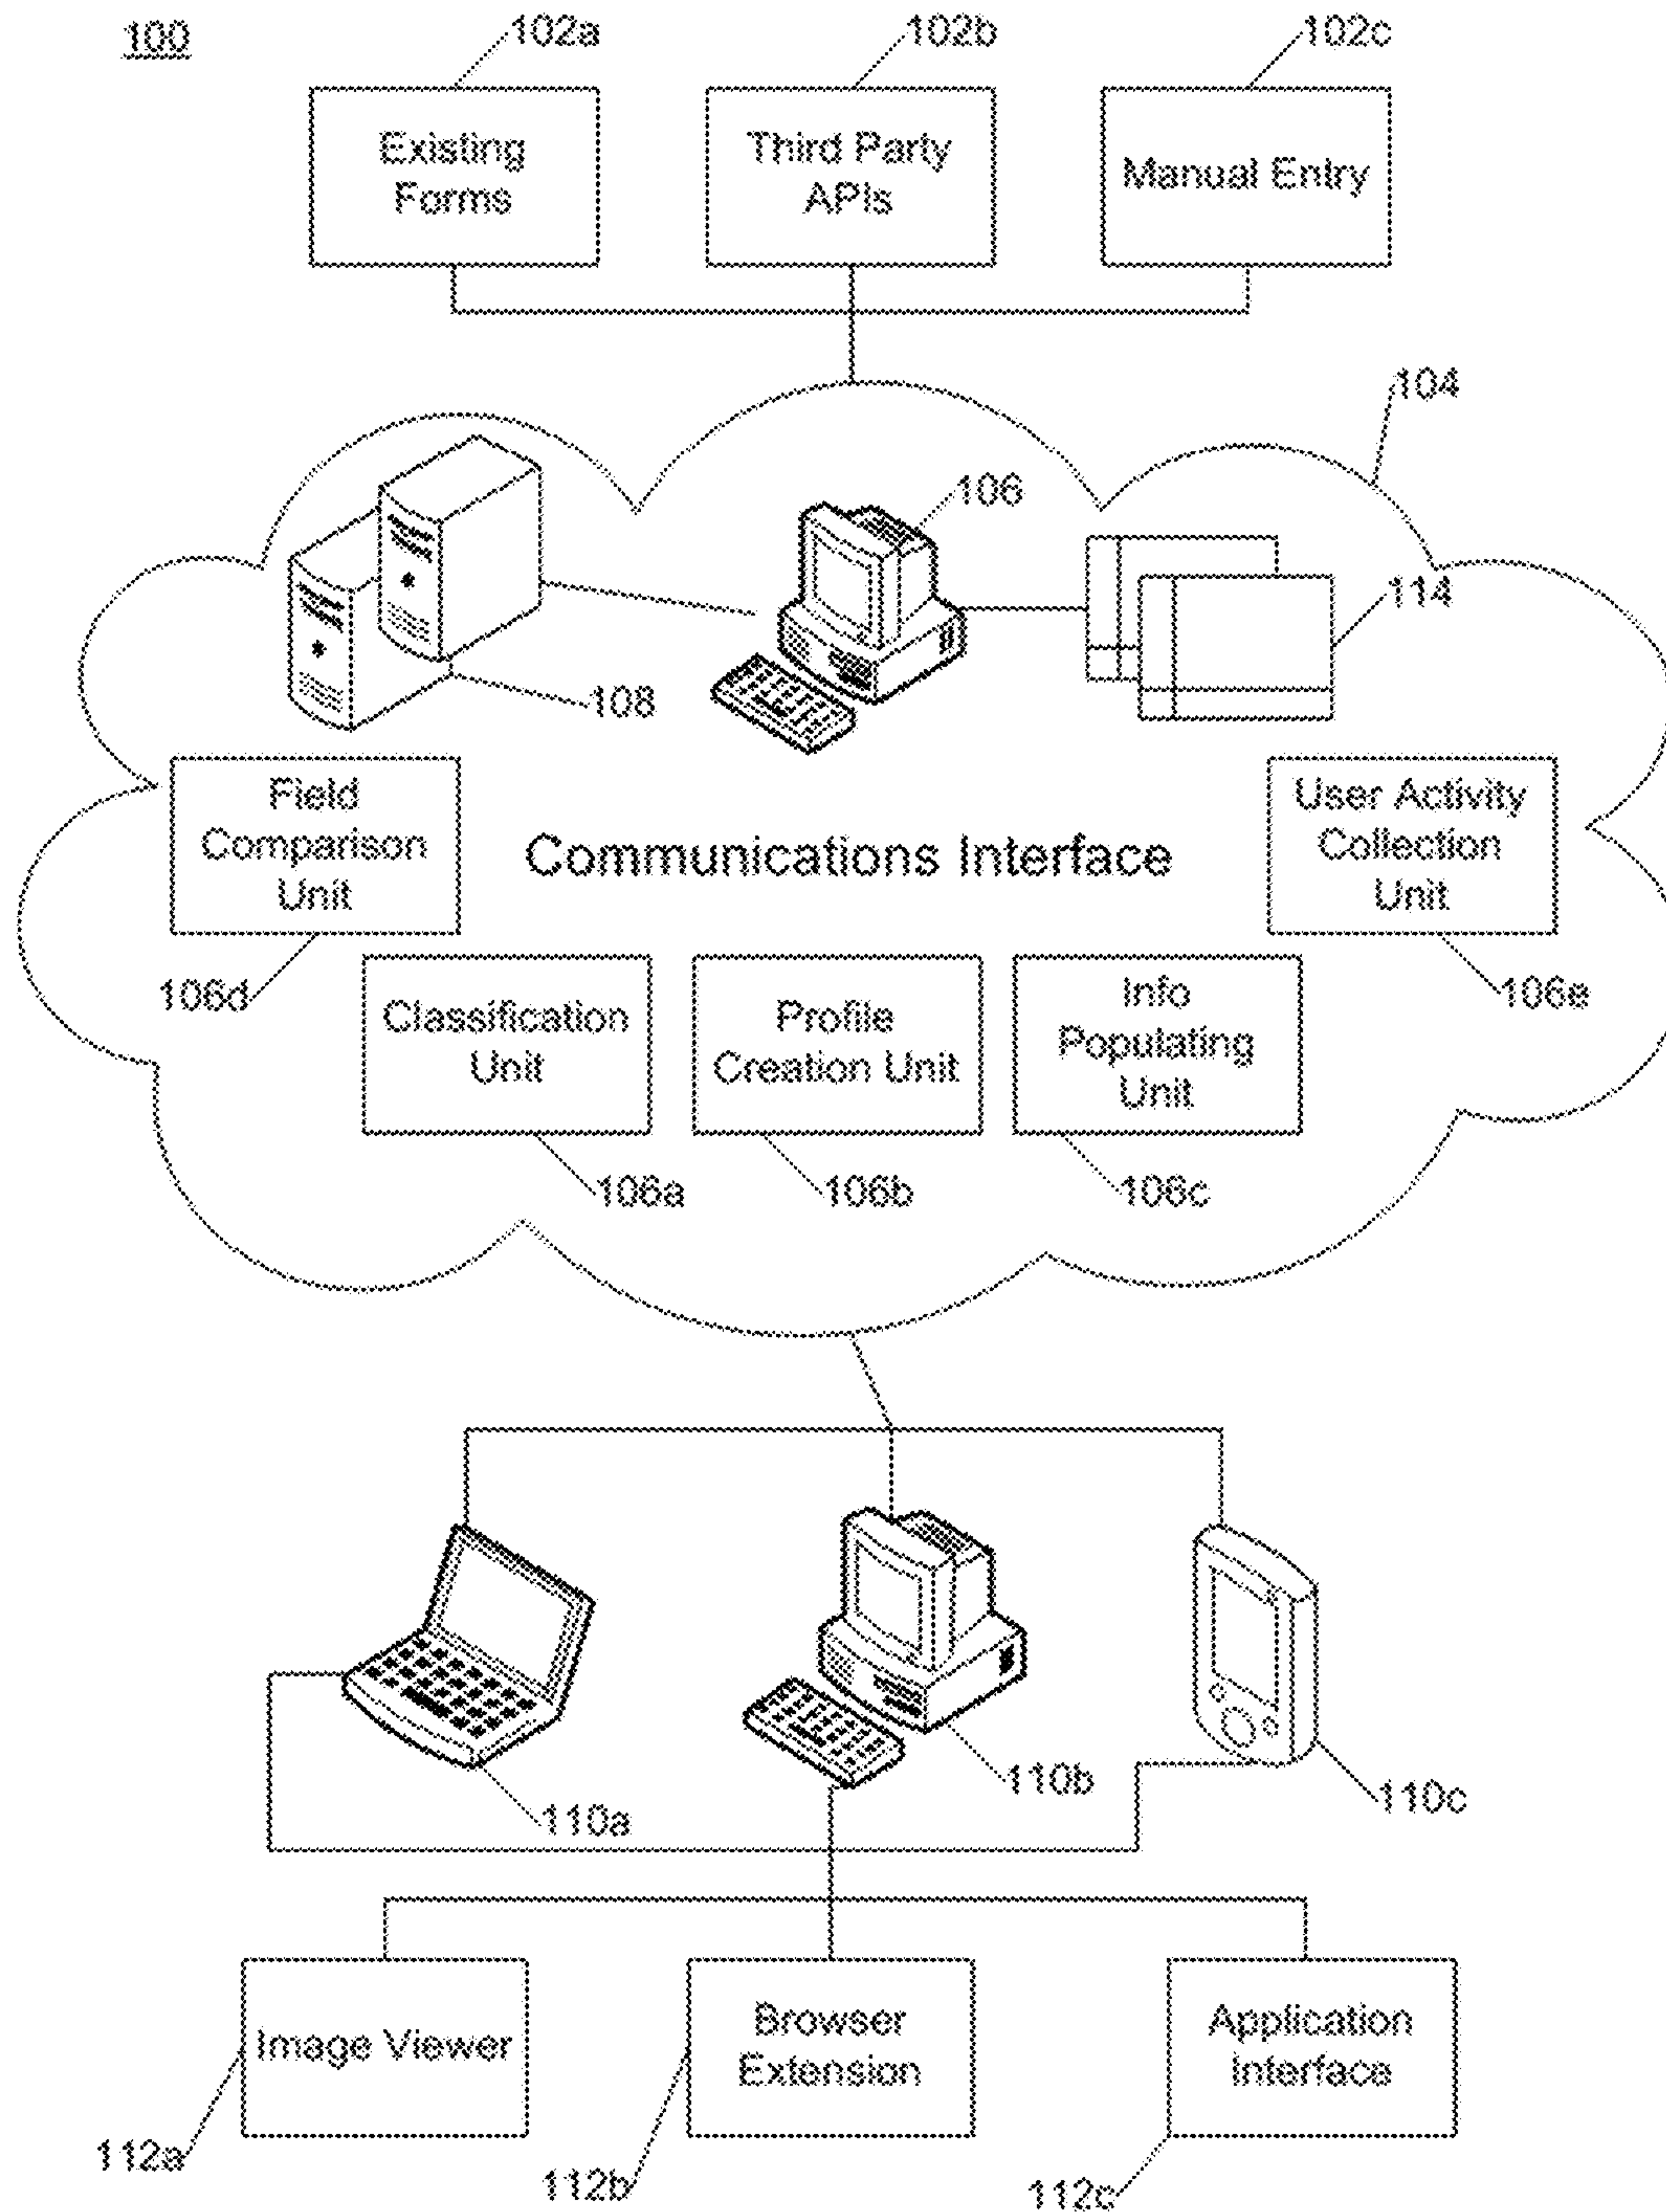 100
102a
102b
102c
Existing
Forms
Third Party
APIs
Manual Entry
104
106
114
108
Field
Comparison
Unit
Communications Interface
User Activity
Collection
Unit
106d
106e
Classification
Unit
Profile
Creation Unit
Info
Populating
Unit
106a
106b
106c
110a
110b
110c
Image Viewer
Browser
Extension
Application
Interface
112a
112b
112c